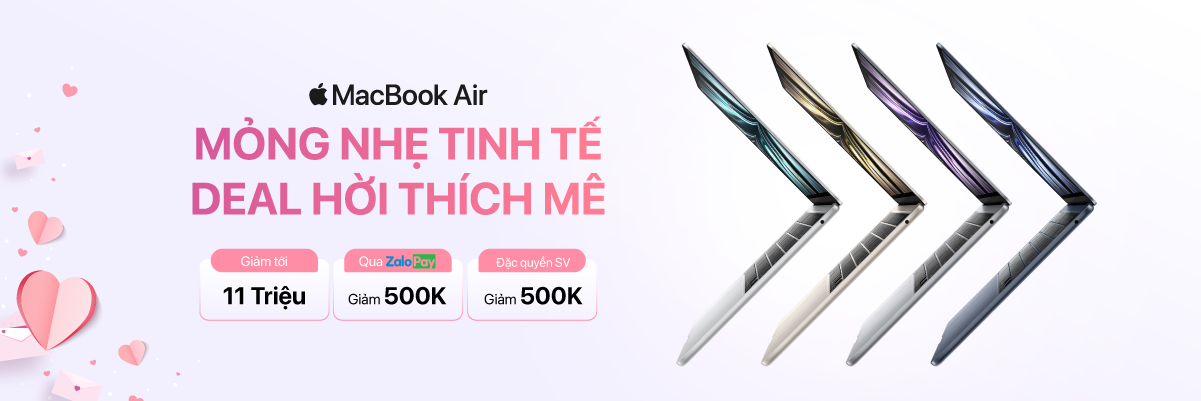 MacBook Air
MỎNG NHẸ TINH TẾ
DEAL HỜI THÍCH MÊ
Giảm tới
11 Triệu
Qua ZaloPay
Giảm 500K
Đặc quyền SV
Giảm 500K